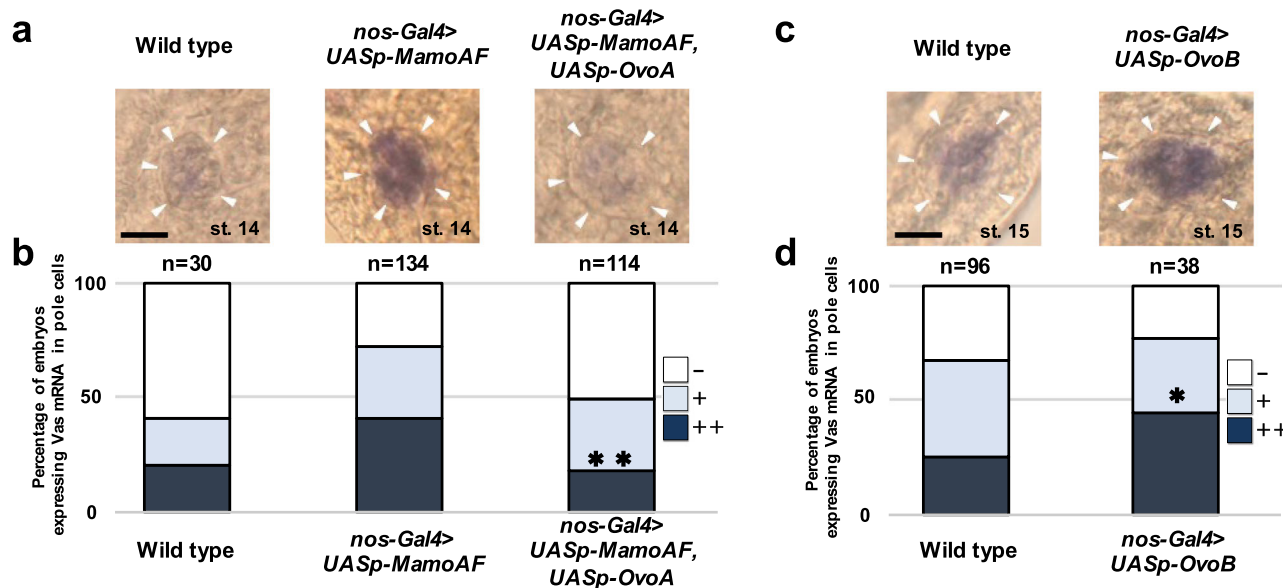 a
Wild type
nos-Gal4>
UASp-MamoAF
nos-Gal4>
UASp-MamoAF,
UASp-OvoA
st. 14
st. 14
st. 14
b
n=30
n=134
n=114
Percentage of embryos
expressing Vas mRNA in pole cells
100
50
0
**
−
+
++
Wild type
nos-Gal4>
UASp-MamoAF
nos-Gal4>
UASp-MamoAF,
UASp-OvoA
c
Wild type
nos-Gal4>
UASp-OvoB
st. 15
st. 15
d
n=96
n=38
Percentage of embryos
expressing Vas mRNA in pole cells
100
50
0
*
−
+
++
Wild type
nos-Gal4>
UASp-OvoB